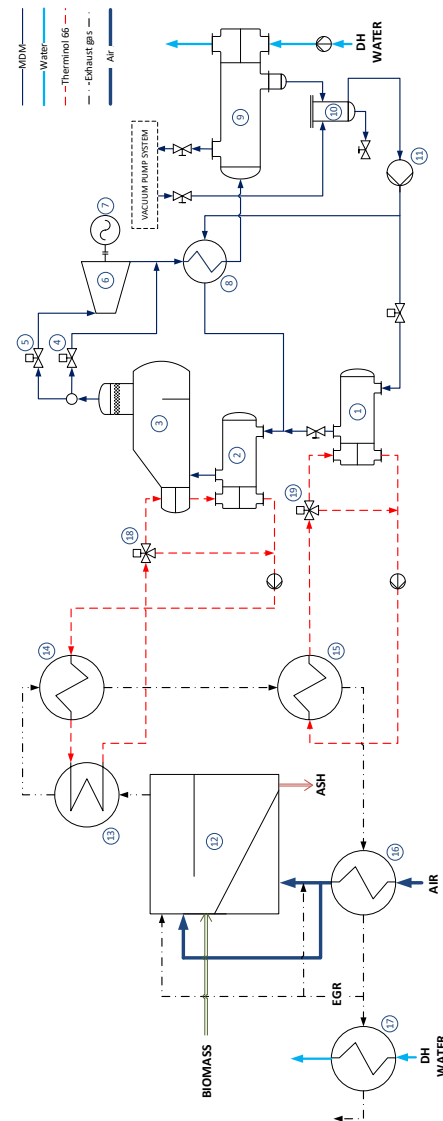 MDM
Water
Therminol 66
Exhaust gas
Air
DH
WATER
VACUUM PUMP SYSTEM
1
2
3
4
5
6
7
8
9
10
11
12
13
14
15
16
17
18
19
BIOMASS
ASH
EGR
AIR
DH
WATER